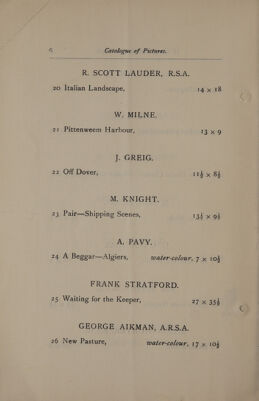 6 Catalogue of Pictures.
R. SCOTT LAUDER, R.S.A.
20 Italian Landscape, 14 x 18
W. MILNE.
21 Pittenweem Harbour, 13 x 9
J. GREIG.
22 Off Dover, 11½ x 8½
M. KNIGHT.
23 Pair—Shipping Scenes, 13½ x 9½
A. PAVY.
24 A Beggar—Algiers, water-colour, 7 x 10½
FRANK STRATFORD.
25 Waiting for the Keeper, 27 x 35½
GEORGE AIKMAN, A.R.S.A.
26 New Pasture, water-colour, 17 x 10½